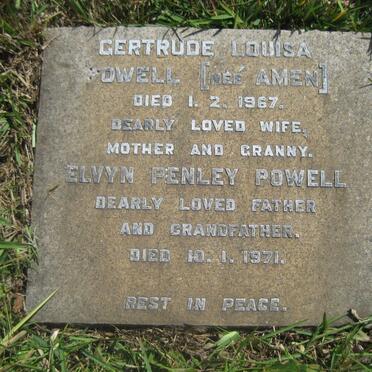 GERTRUDE LOUISA
POWELL [NEÉ AMEN]
DIED 1.2.1967.
DEARLY LOVED WIFE,
MOTHER AND GRANNY.
ELVYN PENLEY POWELL
DEARLY LOVED FATHER
AND GRANDFATHER.
DIED 10.1.1971.
REST IN PEACE.